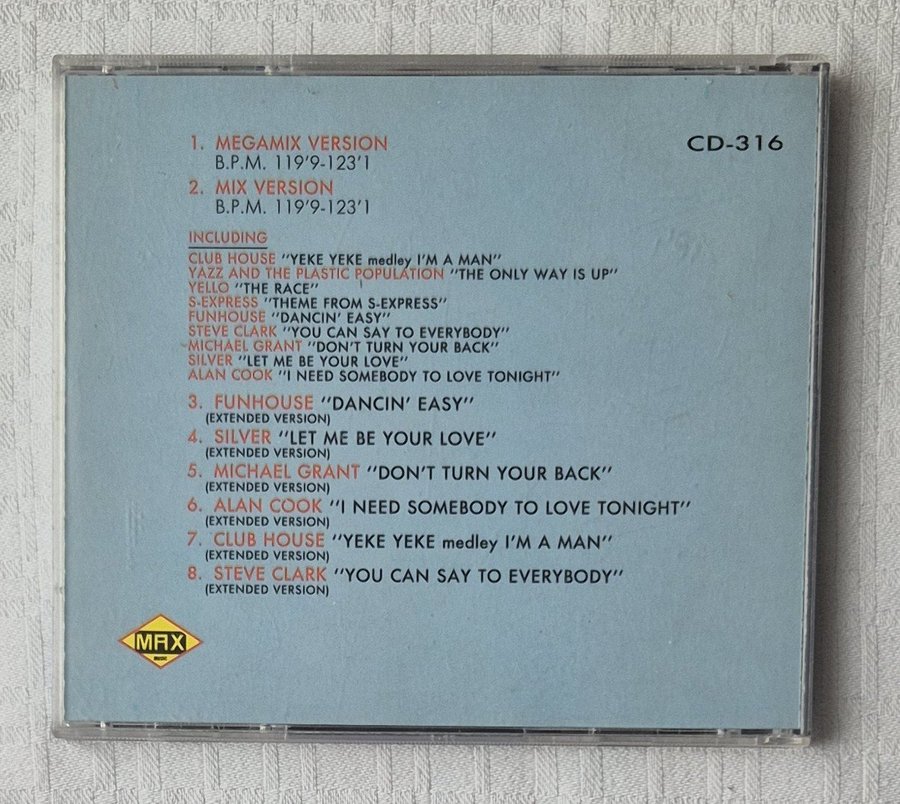 1. MEGAMIX VERSION
CD-316
B.P.M. 119'9-123'1
2. MIX VERSION
B.P.M. 119'9-123'1
INCLUDING
CLUB HOUSE "YEKE YEKE medley I'M A MAN"
YAZZ AND THE PLASTIC POPULATION "THE ONLY WAY IS UP"
YELLO "THE RACE"
S-EXPRESS "THEME FROM S-EXPRESS"
FUNHOUSE "DANCIN' EASY"
STEVE CLARK "YOU CAN SAY TO EVERYBODY"
MICHAEL GRANT "DON'T TURN YOUR BACK"
SILVER "LET ME BE YOUR LOVE"
ALAN COOK "I NEED SOMEBODY TO LOVE TONIGHT"
3. FUNHOUSE "DANCIN' EASY"
(EXTENDED VERSION)
4. SILVER "LET ME BE YOUR LOVE"
(EXTENDED VERSION)
5. MICHAEL GRANT "DON'T TURN YOUR BACK"
(EXTENDED VERSION)
6. ALAN COOK "I NEED SOMEBODY TO LOVE TONIGHT"
(EXTENDED VERSION)
7. CLUB HOUSE "YEKE YEKE medley I'M A MAN"
(EXTENDED VERSION)
8. STEVE CLARK "YOU CAN SAY TO EVERYBODY"
(EXTENDED VERSION)
MAX
MUSIC